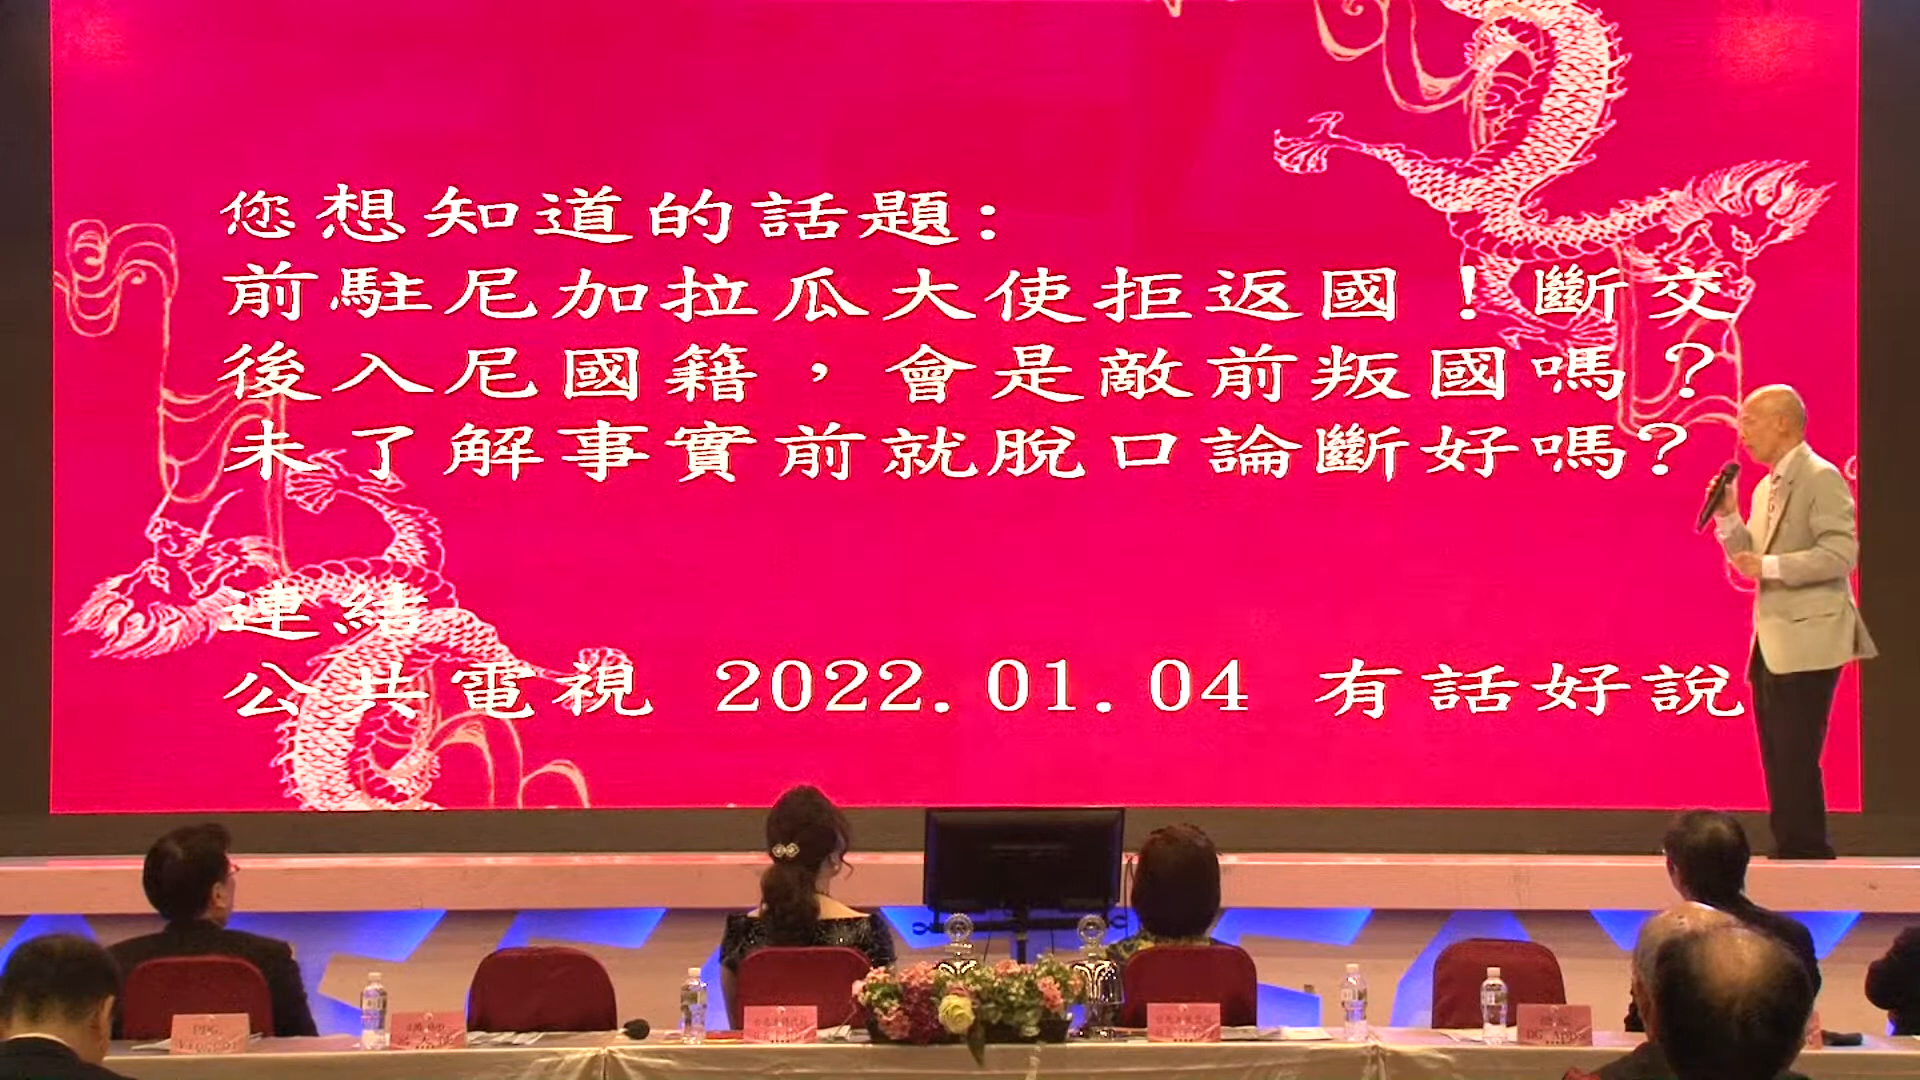 您想知道的話題:
前駐尼加拉瓜大使拒返國！斷交
後入尼國籍，會是敵前叛國嗎？
未了解事實前就脫口論斷好嗎?
連結
公共電視 2022.01.04 有話好說